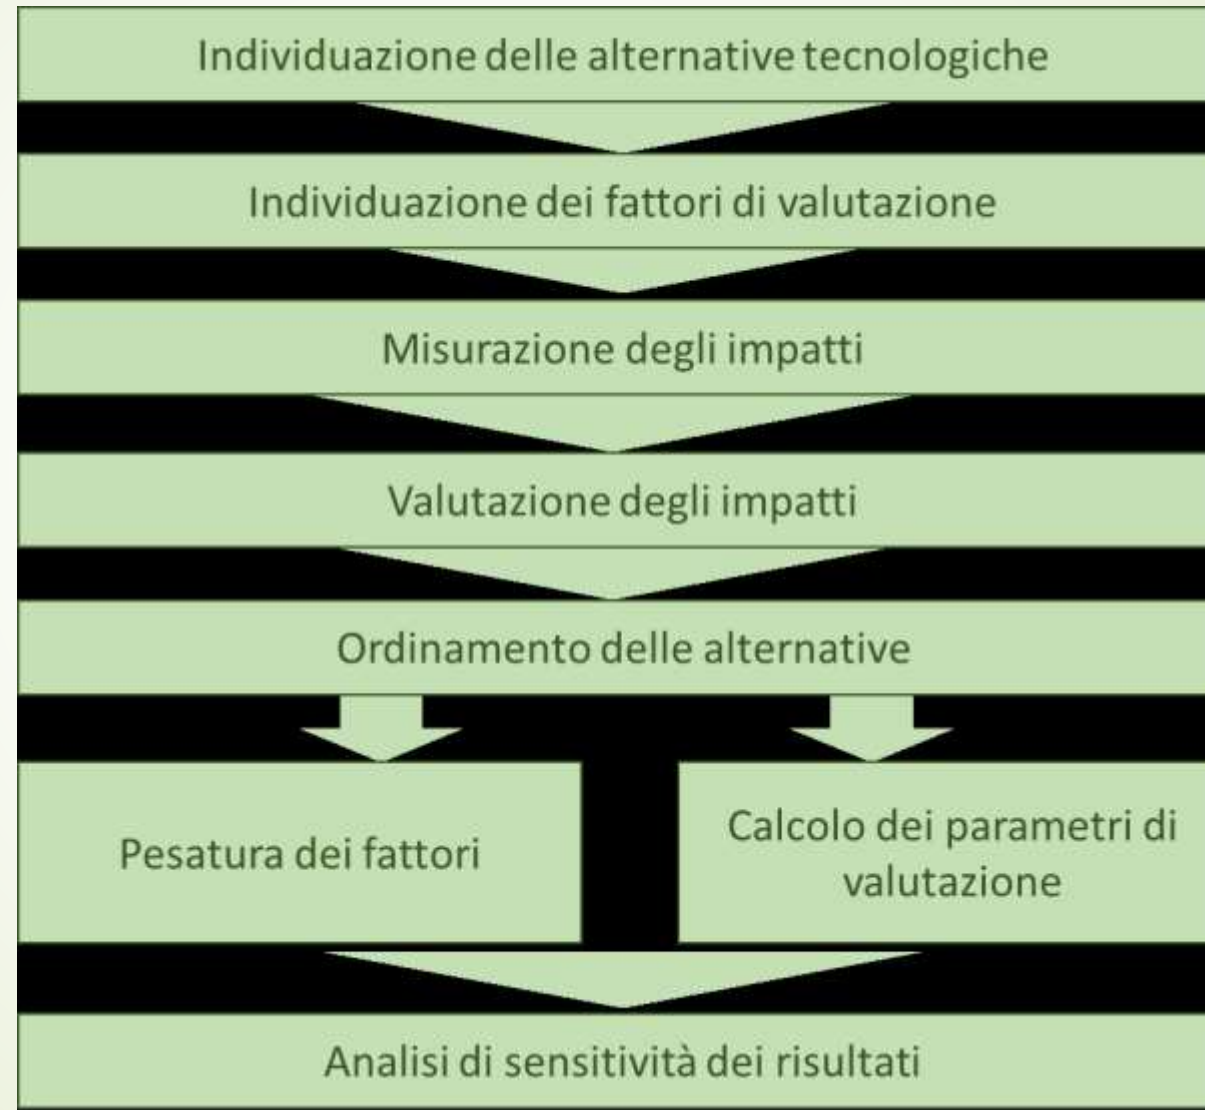 Individuazione delle alternative tecnologiche
Individuazione dei fattori di valutazione
Misurazione degli impatti
Valutazione degli impatti
Ordinamento delle alternative
Pesatura dei fattori
Calcolo dei parametri di
valutazione
Analisi di sensitività dei risultati